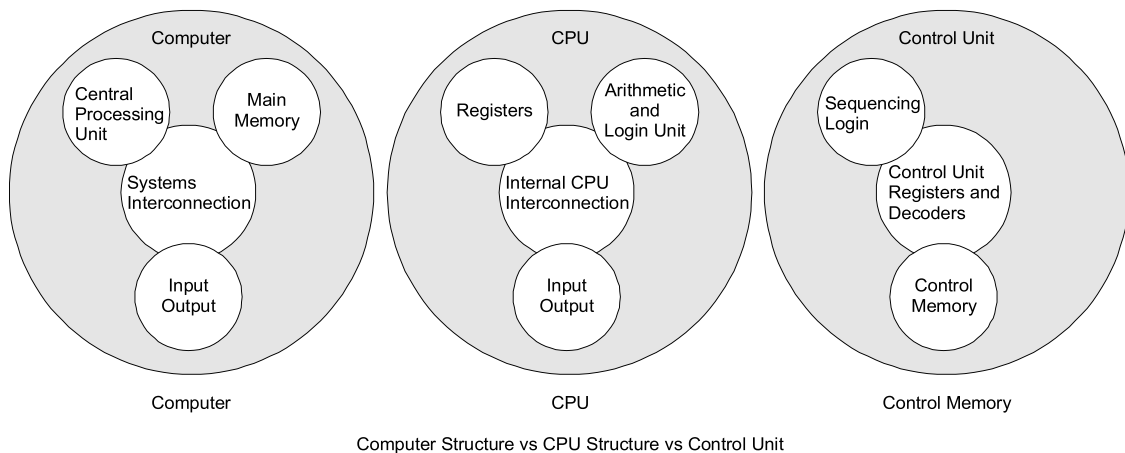 Computer
Central
Processing
Unit
Main
Memory
Systems
Interconnection
Input
Output
Computer
CPU
Registers
Arithmetic
and
Login Unit
Internal CPU
Interconnection
Input
Output
CPU
Control Unit
Sequencing
Login
Control Unit
Registers and
Decoders
Control
Memory
Control Memory
Computer Structure vs CPU Structure vs Control Unit